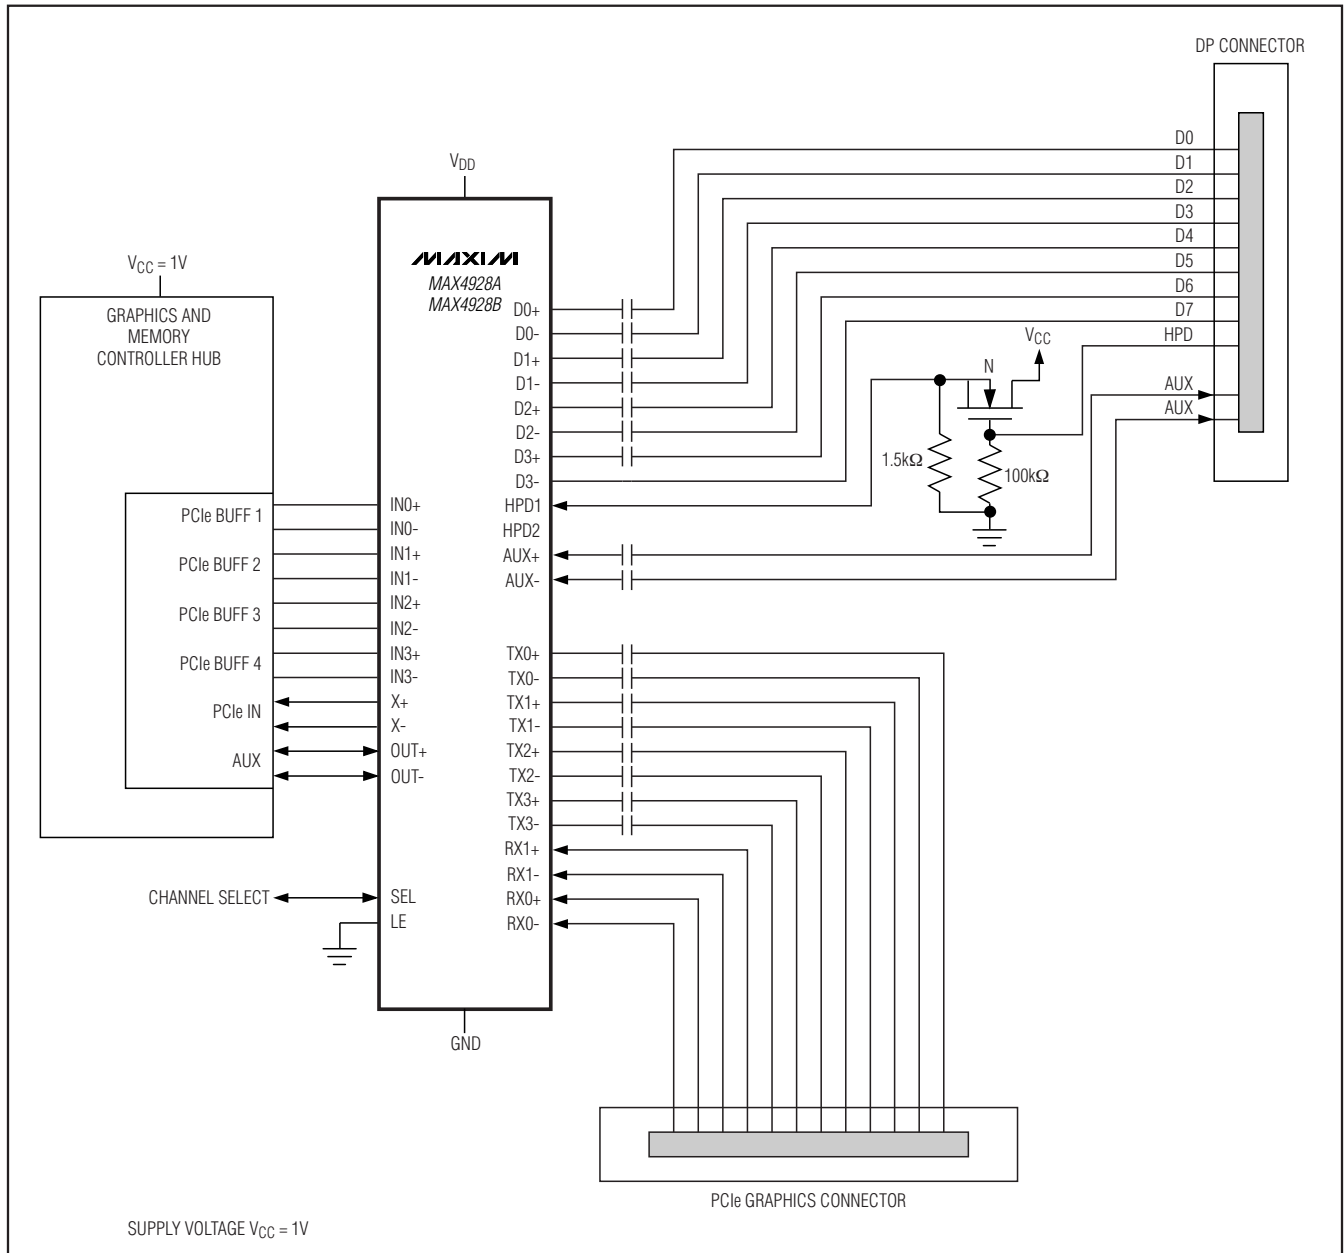 DP CONNECTOR
D0
D1
D2
D3
D4
D5
D6
D7
HPD
AUX
AUX
VCC
N
1.5kΩ
100kΩ
VDD
MAXIM
MAX4928A
MAX4928B
VCC = 1V
GRAPHICS AND
MEMORY
CONTROLLER HUB
PCIe BUFF 1
PCIe BUFF 2
PCIe BUFF 3
PCIe BUFF 4
PCIe IN
AUX
IN0+
IN0-
IN1+
IN1-
IN2+
IN2-
IN3+
IN3-
X+
X-
OUT+
OUT-
CHANNEL SELECT
SEL
LE
D0+
D0-
D1+
D1-
D2+
D2-
D3+
D3-
HPD1
HPD2
AUX+
AUX-
TX0+
TX0-
TX1+
TX1-
TX2+
TX2-
TX3+
TX3-
RX1+
RX1-
RX0+
RX0-
GND
PCIe GRAPHICS CONNECTOR
SUPPLY VOLTAGE VCC = 1V